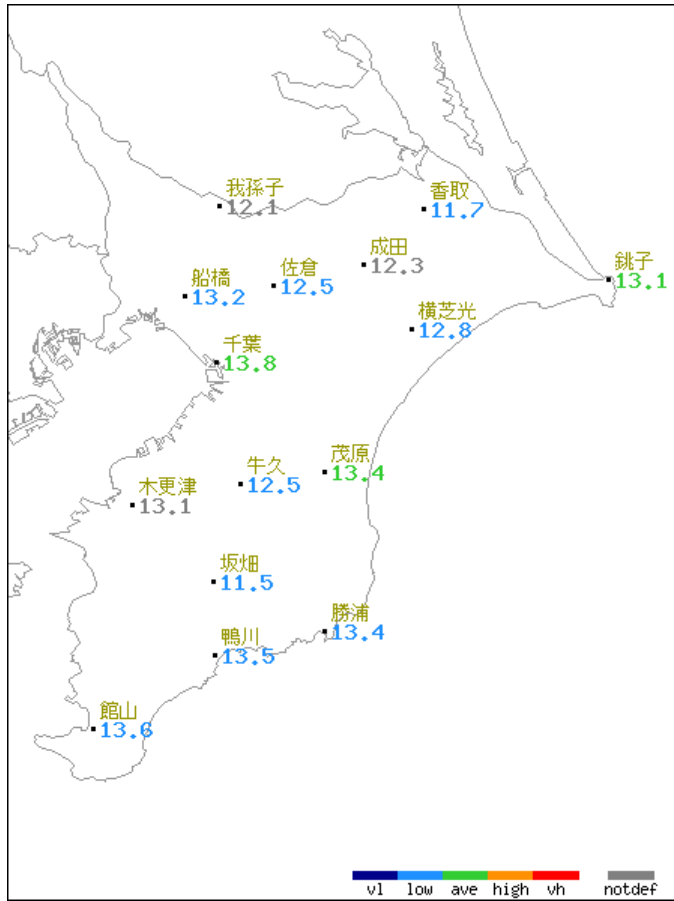 我孫子
12.1
香取
11.7
成田
12.3
佐倉
12.5
船橋
13.2
銚子
13.1
横芝光
12.8
千葉
13.8
茂原
13.4
牛久
12.5
木更津
13.1
坂畑
11.5
勝浦
13.4
鴨川
13.5
館山
13.6
vl low ave high vh notdef